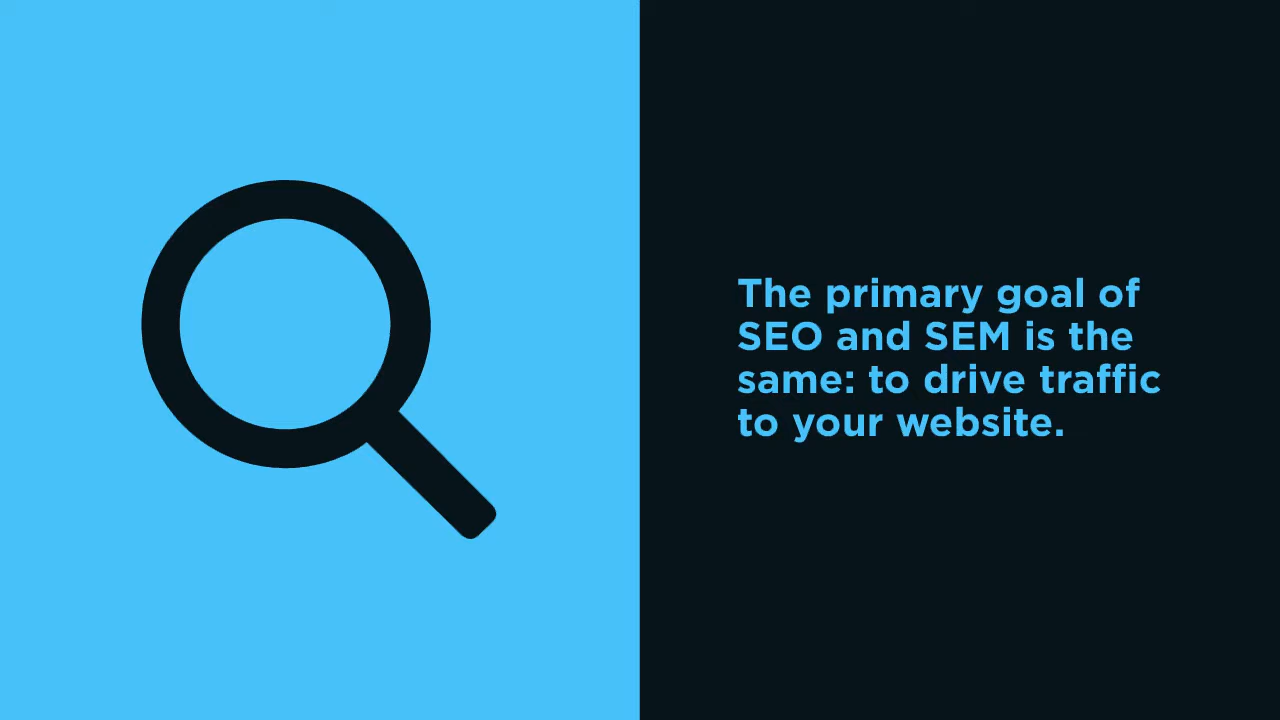 The primary goal of
SEO and SEM is the
same: to drive traffic
to your website.